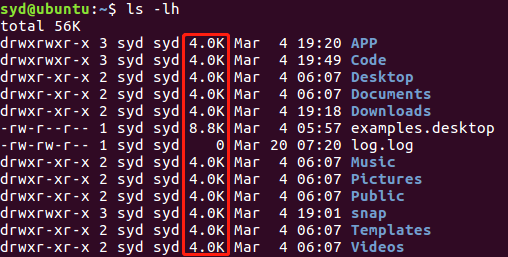 syd@ubuntu:~$ ls -lh
total 56K
drwxrwxr-x 3 syd syd 4.0K Mar  4 19:20 APP
drwxr-xr-x 3 syd syd 4.0K Mar  4 19:49 Code
drwxr-xr-x 2 syd syd 4.0K Mar  4 06:07 Desktop
drwxr-xr-x 2 syd syd 4.0K Mar  4 06:07 Documents
drwxr-xr-x 2 syd syd 4.0K Mar  4 19:18 Downloads
-rw-r--r-- 1 syd syd 8.8K Mar  4 05:57 examples.desktop
-rw-rw-r-- 1 syd syd    0 Mar 20 07:20 log.log
drwxr-xr-x 2 syd syd 4.0K Mar  4 06:07 Music
drwxr-xr-x 2 syd syd 4.0K Mar  4 06:07 Pictures
drwxr-xr-x 2 syd syd 4.0K Mar  4 06:07 Public
drwxr-xr-x 3 syd syd 4.0K Mar  4 19:01 snap
drwxr-xr-x 2 syd syd 4.0K Mar  4 06:07 Templates
drwxr-xr-x 2 syd syd 4.0K Mar  4 06:07 Videos